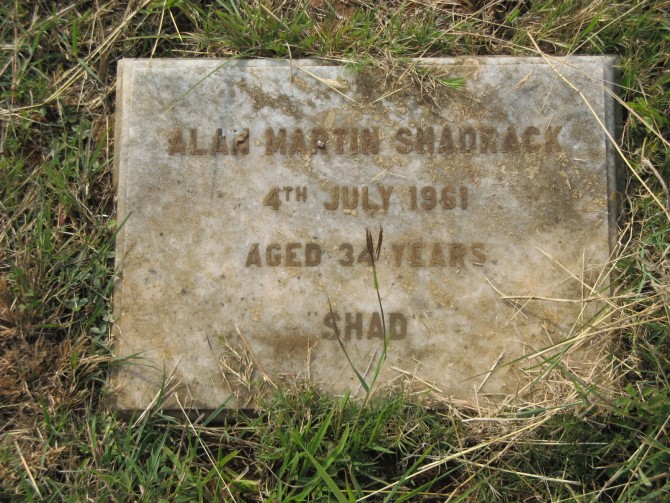 ALAN MARTIN SHADRACK
4TH JULY 1961
AGED 34 YEARS
"SHAD"